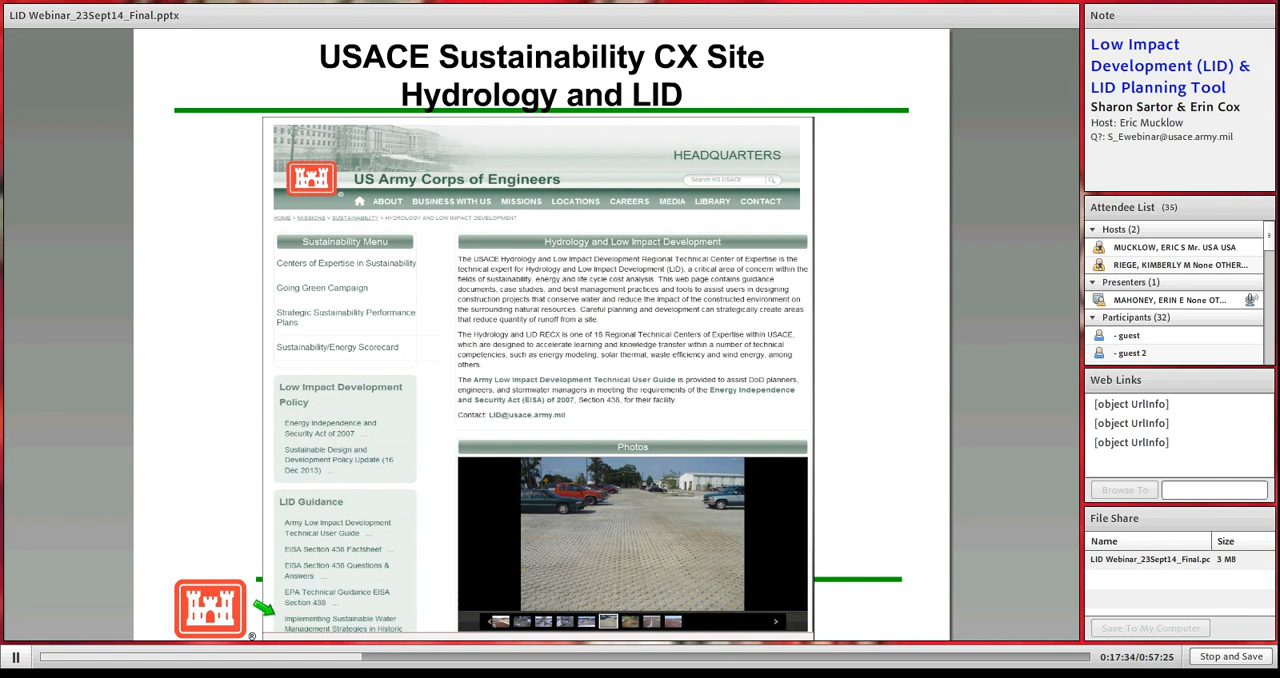 LID Webinar_23Sept14_Final.pptx
USACE Sustainability CX Site
Hydrology and LID
HEADQUARTERS
US Army Corps of Engineers
®
Search HQ USACE
ABOUT BUSINESS WITH US MISSIONS LOCATIONS CAREERS MEDIA LIBRARY CONTACT
HOME > MISSIONS > SUSTAINABILITY > HYDROLOGY AND LOW IMPACT DEVELOPMENT
Sustainability Menu
Centers of Expertise in Sustainability
Going Green Campaign
Strategic Sustainability Performance
Plans
Sustainability/Energy Scorecard
Low Impact Development
Policy
Energy Independence and
Security Act of 2007 ...
Sustainable Design and
Development Policy Update (16
Dec 2013) ...
LID Guidance
Army Low Impact Development
Technical User Guide ...
EISA Section 438 Factsheet ...
EISA Section 438 Questions &
Answers ...
EPA Technical Guidance EISA
Section 438 ...
Implementing Sustainable Water
Management Strategies in Historic
Hydrology and Low Impact Development
The USACE Hydrology and Low Impact Development Regional Technical Center of Expertise is the
technical expert for Hydrology and Low Impact Development (LID), a critical area of concern within the
fields of sustainability, energy and life cycle cost analysis. This web page contains guidance
documents, case studies, and best management practices and tools to assist users in designing
construction projects that conserve water and reduce the impact of the constructed environment on
the surrounding natural resources. Careful planning and development can strategically create areas
that reduce quantity of runoff from a site.
The Hydrology and LID RECX is one of 16 Regional Technical Centers of Expertise within USACE,
which are designed to accelerate learning and knowledge transfer within a number of technical
competencies, such as energy modeling, solar thermal, waste efficiency and wind energy, among
others.
The Army Low Impact Development Technical User Guide is provided to assist DoD planners,
engineers, and stormwater managers in meeting the requirements of the Energy Independence
and Security Act (EISA) of 2007, Section 438, for their facility.
Contact: LID@usace.army.mil
Photos
®
Note
Low Impact
Development (LID) &
LID Planning Tool
Sharon Sartor & Erin Cox
Host: Eric Mucklow
Q?: S_Ewebinar@usace.army.mil
Attendee List (35)
Hosts (2)
MUCKLOW, ERIC S Mr. USA USA
RIEGE, KIMBERLY M None OTHER...
Presenters (1)
MAHONEY, ERIN E None OT...
Participants (32)
- guest
- guest 2
Web Links
[object UrlInfo]
[object UrlInfo]
[object UrlInfo]
Browse To
File Share
Name Size
LID Webinar_23Sept14_Final.pc 3 MB
Save To My Computer
0:17:34/0:57:25
Stop and Save